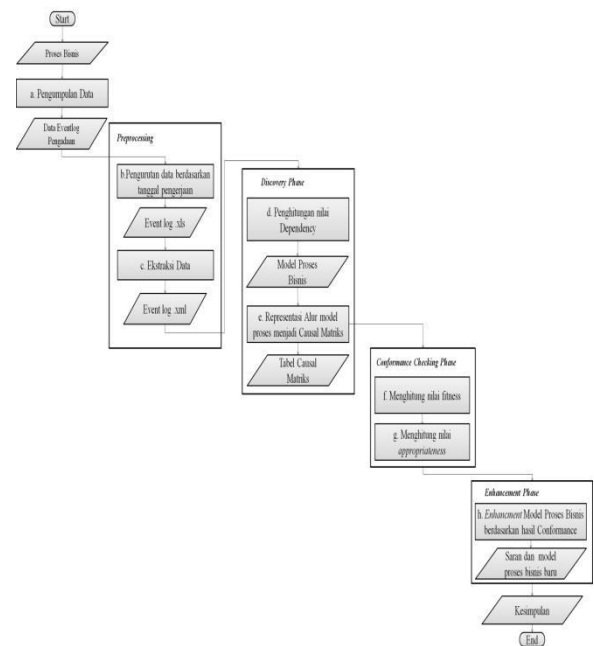 Start
Proses Bisnis
a. Pengumpulan Data
Data Eventlog
Pengadaan
Preprocessing
b.Pengurutan data berdasarkan
tanggal pengerjaan
Event log .xls
c. Ekstraksi Data
Event log .xml
Discovery Phase
d. Penghitungan nilai
Dependency
Model Proses
Bisnis
e. Representasi Alur model
proses menjadi Causal Matriks
Tabel Causal
Matriks
Conformance Checking Phase
f. Menghitung nilai fitness
g. Menghitung nilai
appropriateness
Enhancement Phase
h. Enhancment Model Proses Bisnis
berdasarkan hasil Conformance
Saran dan model
proses bisnis baru
Kesimpulan
End